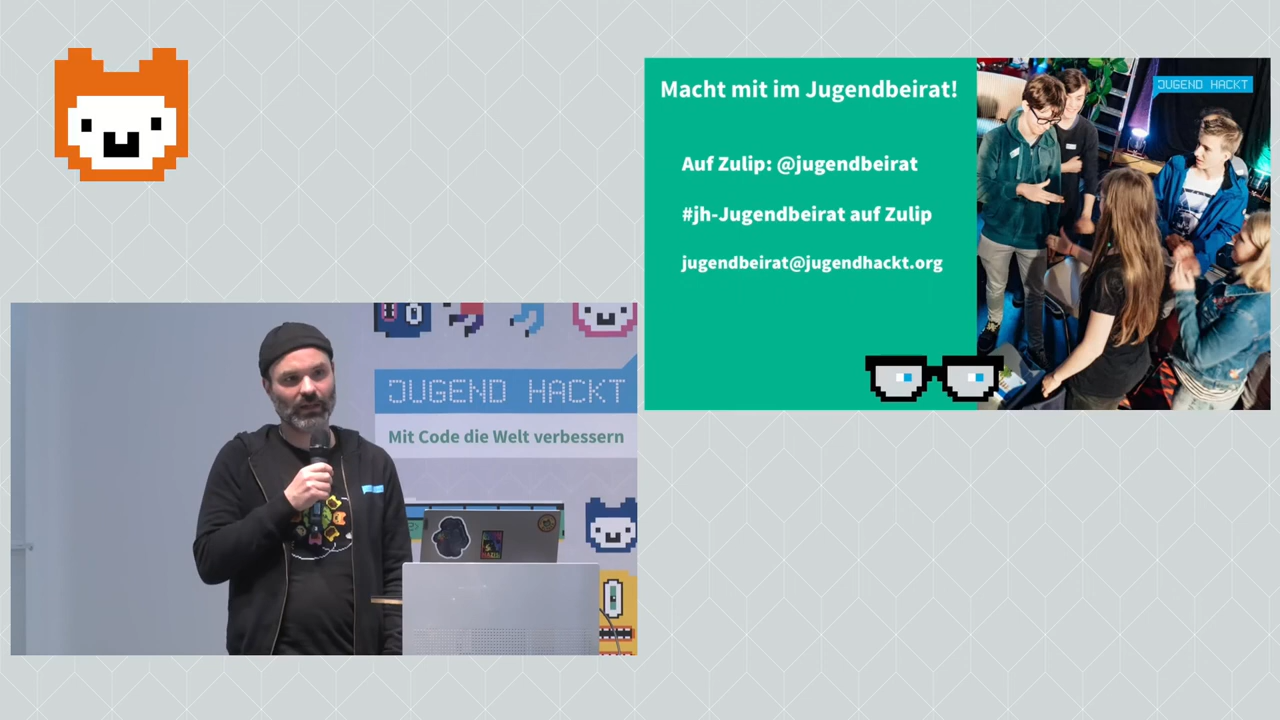 Macht mit im Jugendbeirat!
JUGEND HACKT
Auf Zulip: @jugendbeirat
#jh-Jugendbeirat auf Zulip
jugendbeirat@jugendhackt.org
JUGEND HACKT
Mit Code die Welt verbessern